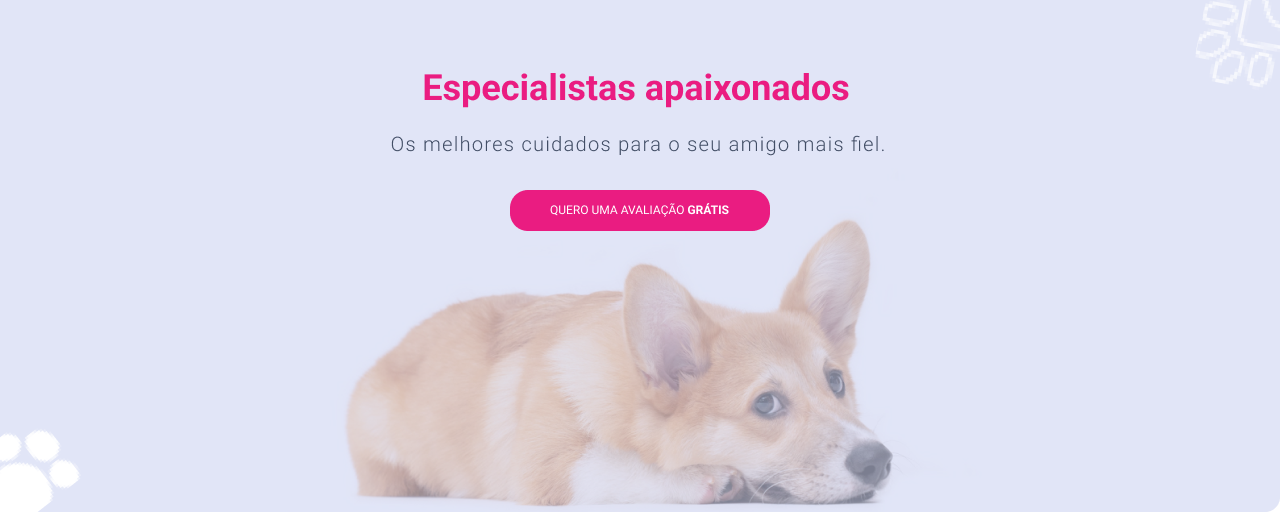 Especialistas apaixonados
Os melhores cuidados para o seu amigo mais fiel.
QUERO UMA AVALIAÇÃO GRÁTIS